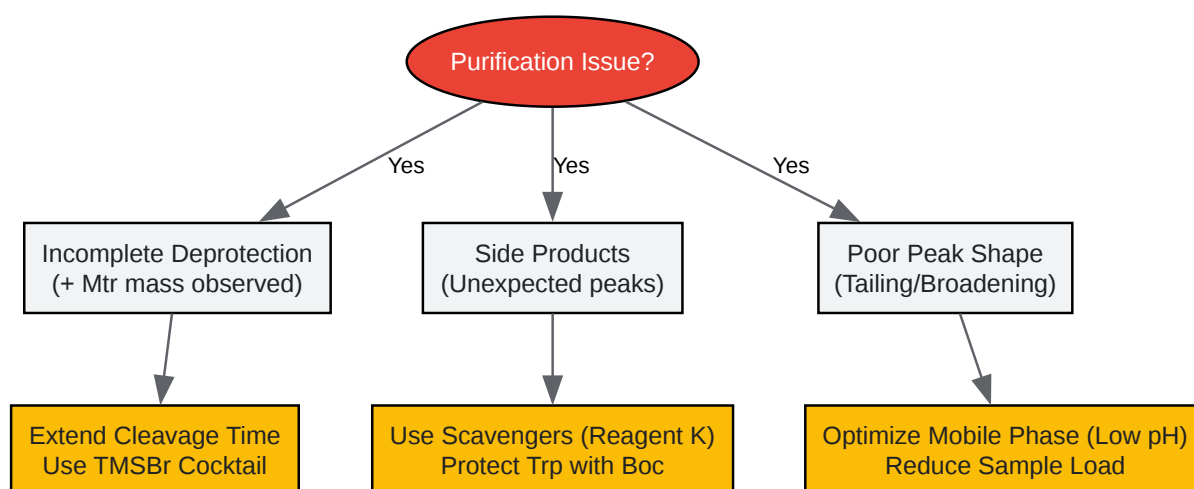 Purification Issue?
Yes
Yes
Yes
Incomplete Deprotection
(+ Mtr mass observed)
Side Products
(Unexpected peaks)
Poor Peak Shape
(Tailing/Broadening)
Extend Cleavage Time
Use TMSBr Cocktail
Use Scavengers (Reagent K)
Protect Trp with Boc
Optimize Mobile Phase (Low pH)
Reduce Sample Load